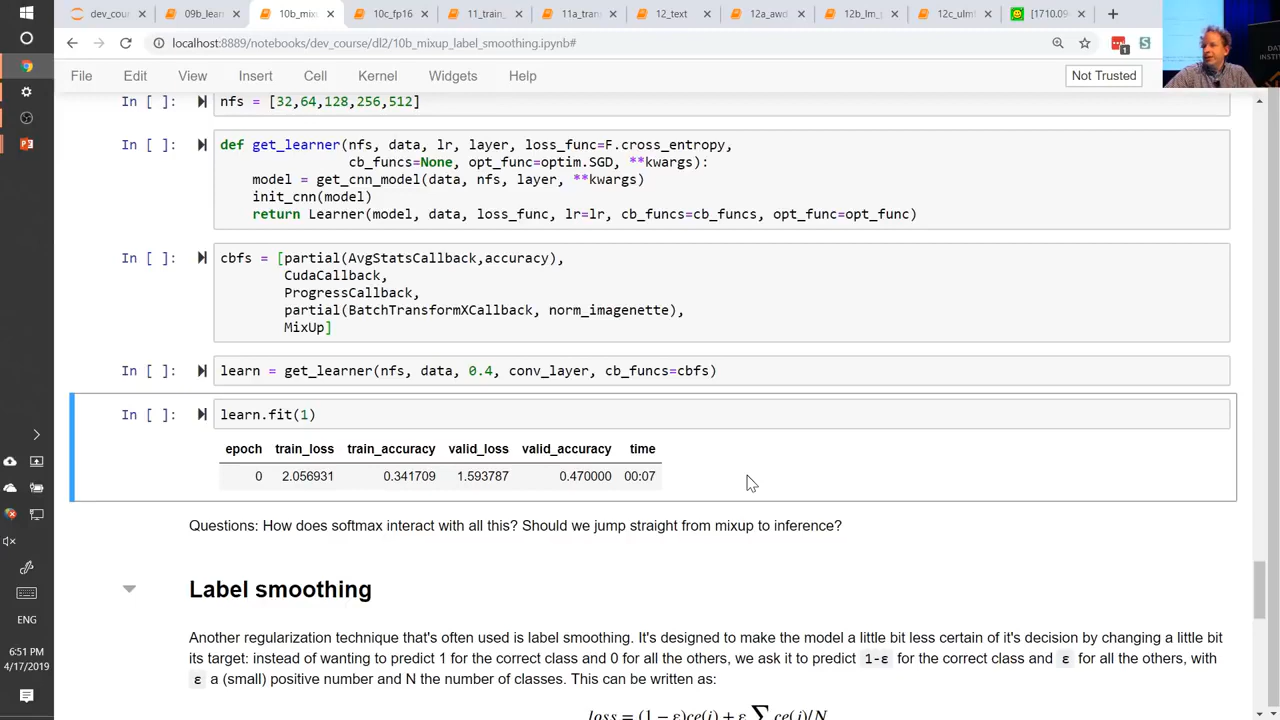 dev_cours
09b_lear
10b_mix
10c_fp16
11_train_
11a_tran
12_text
12a_awd
12b_lm_
12c_ulmf
[1710.09
localhost:8889/notebooks/dev_course/dl2/10b_mixup_label_smoothing.ipynb#
1
S
File Edit View Insert Cell Kernel Widgets Help
Not Trusted
In [ ]: nfs = [32,64,128,256,512]
In [ ]: def get_learner(nfs, data, lr, layer, loss_func=F.cross_entropy,
cb_funcs=None, opt_func=optim.SGD, **kwargs):
model = get_cnn_model(data, nfs, layer, **kwargs)
init_cnn(model)
return Learner(model, data, loss_func, lr=lr, cb_funcs=cb_funcs, opt_func=opt_func)
In [ ]: cbfs = [partial(AvgStatsCallback,accuracy),
CudaCallback,
ProgressCallback,
partial(BatchTransformXCallback, norm_imagenette),
MixUp]
In [ ]: learn = get_learner(nfs, data, 0.4, conv_layer, cb_funcs=cbfs)
In [ ]: learn.fit(1)
epoch train_loss train_accuracy valid_loss valid_accuracy time
0 2.056931 0.341709 1.593787 0.470000 00:07
Questions: How does softmax interact with all this? Should we jump straight from mixup to inference?
Label smoothing
Another regularization technique that's often used is label smoothing. It's designed to make the model a little bit less certain of it's decision by changing a little bit
its target: instead of wanting to predict 1 for the correct class and 0 for all the others, we ask it to predict 1-ε for the correct class and ε for all the others, with
ε a (small) positive number and N the number of classes. This can be written as:
loss = (1 − ε)ce(i) + ε ∑ ce(j)/N
ENG
6:51 PM
4/17/2019